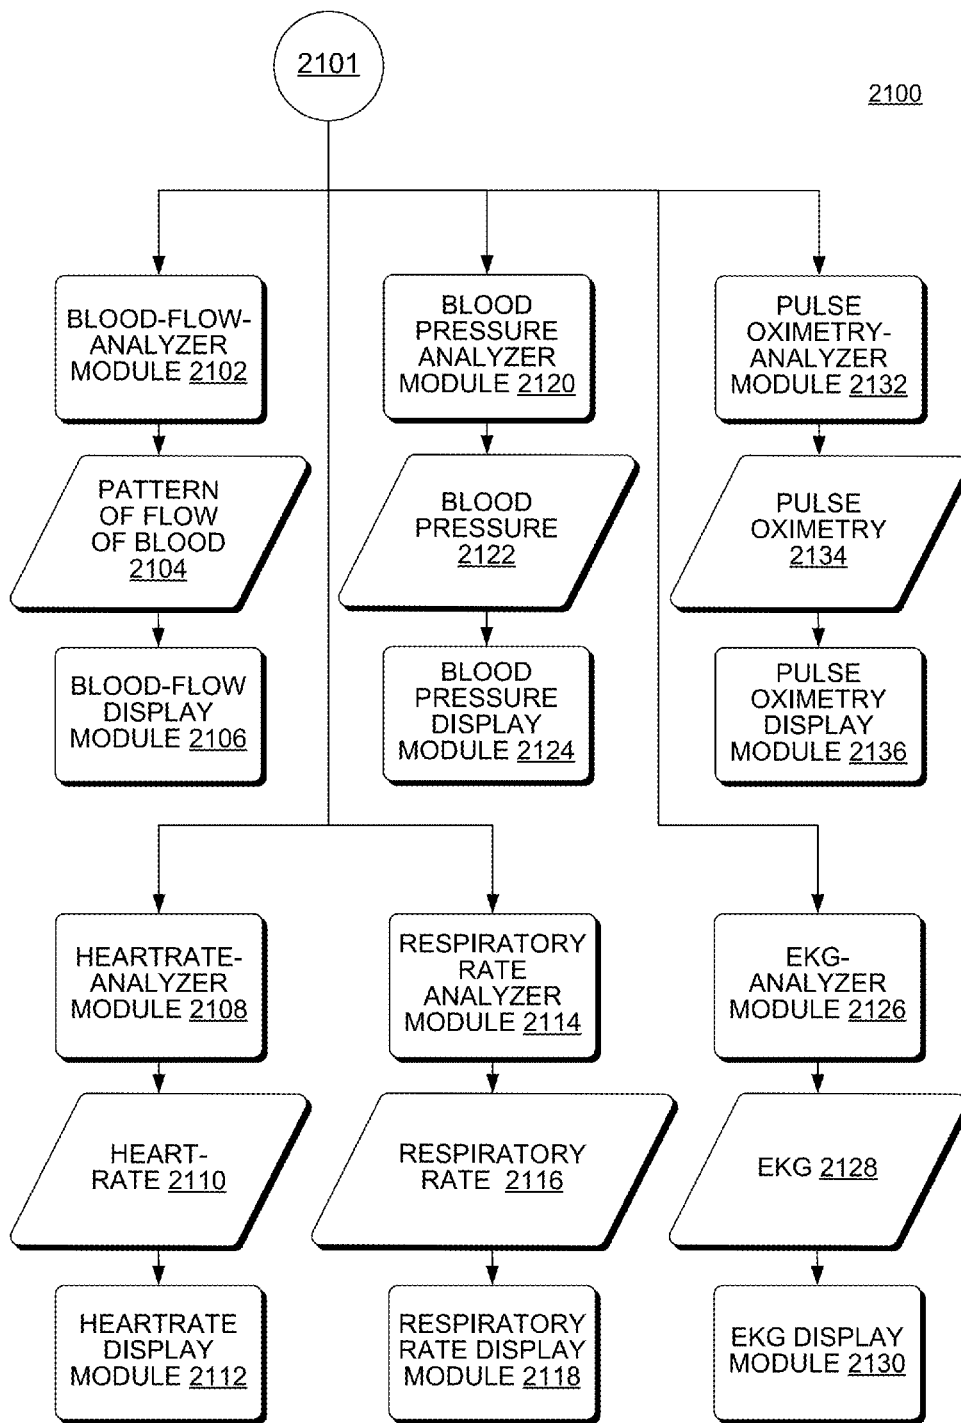 2101
2100
BLOOD-FLOW-
ANALYZER
MODULE 2102
BLOOD
PRESSURE
ANALYZER
MODULE 2120
PULSE
OXIMETRY-
ANALYZER
MODULE 2132
PATTERN
OF FLOW
OF BLOOD
2104
BLOOD
PRESSURE
2122
PULSE
OXIMETRY
2134
BLOOD-FLOW
DISPLAY
MODULE 2106
BLOOD
PRESSURE
DISPLAY
MODULE 2124
PULSE
OXIMETRY
DISPLAY
MODULE 2136
HEARTRATE-
ANALYZER
MODULE 2108
RESPIRATORY
RATE
ANALYZER
MODULE 2114
EKG-
ANALYZER
MODULE 2126
HEART-
RATE 2110
RESPIRATORY
RATE 2116
EKG 2128
HEARTRATE
DISPLAY
MODULE 2112
RESPIRATORY
RATE DISPLAY
MODULE 2118
EKG DISPLAY
MODULE 2130